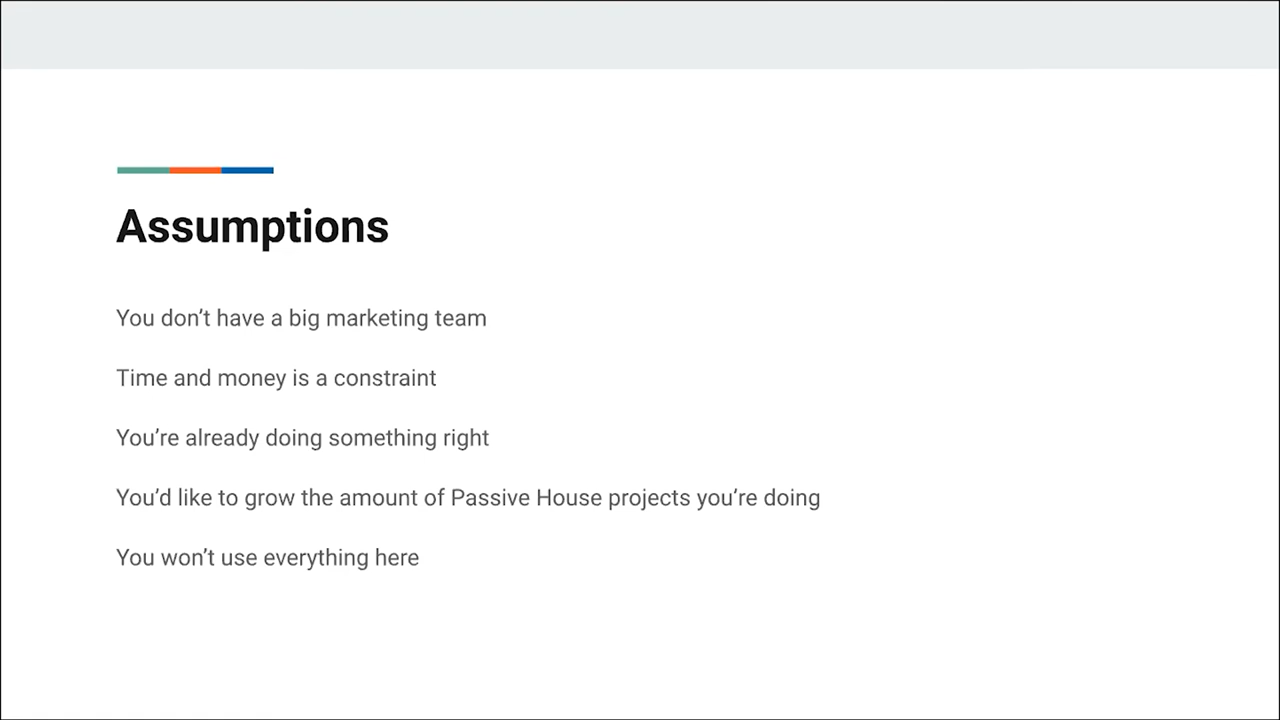 Assumptions
You don’t have a big marketing team
Time and money is a constraint
You’re already doing something right
You’d like to grow the amount of Passive House projects you’re doing
You won’t use everything here